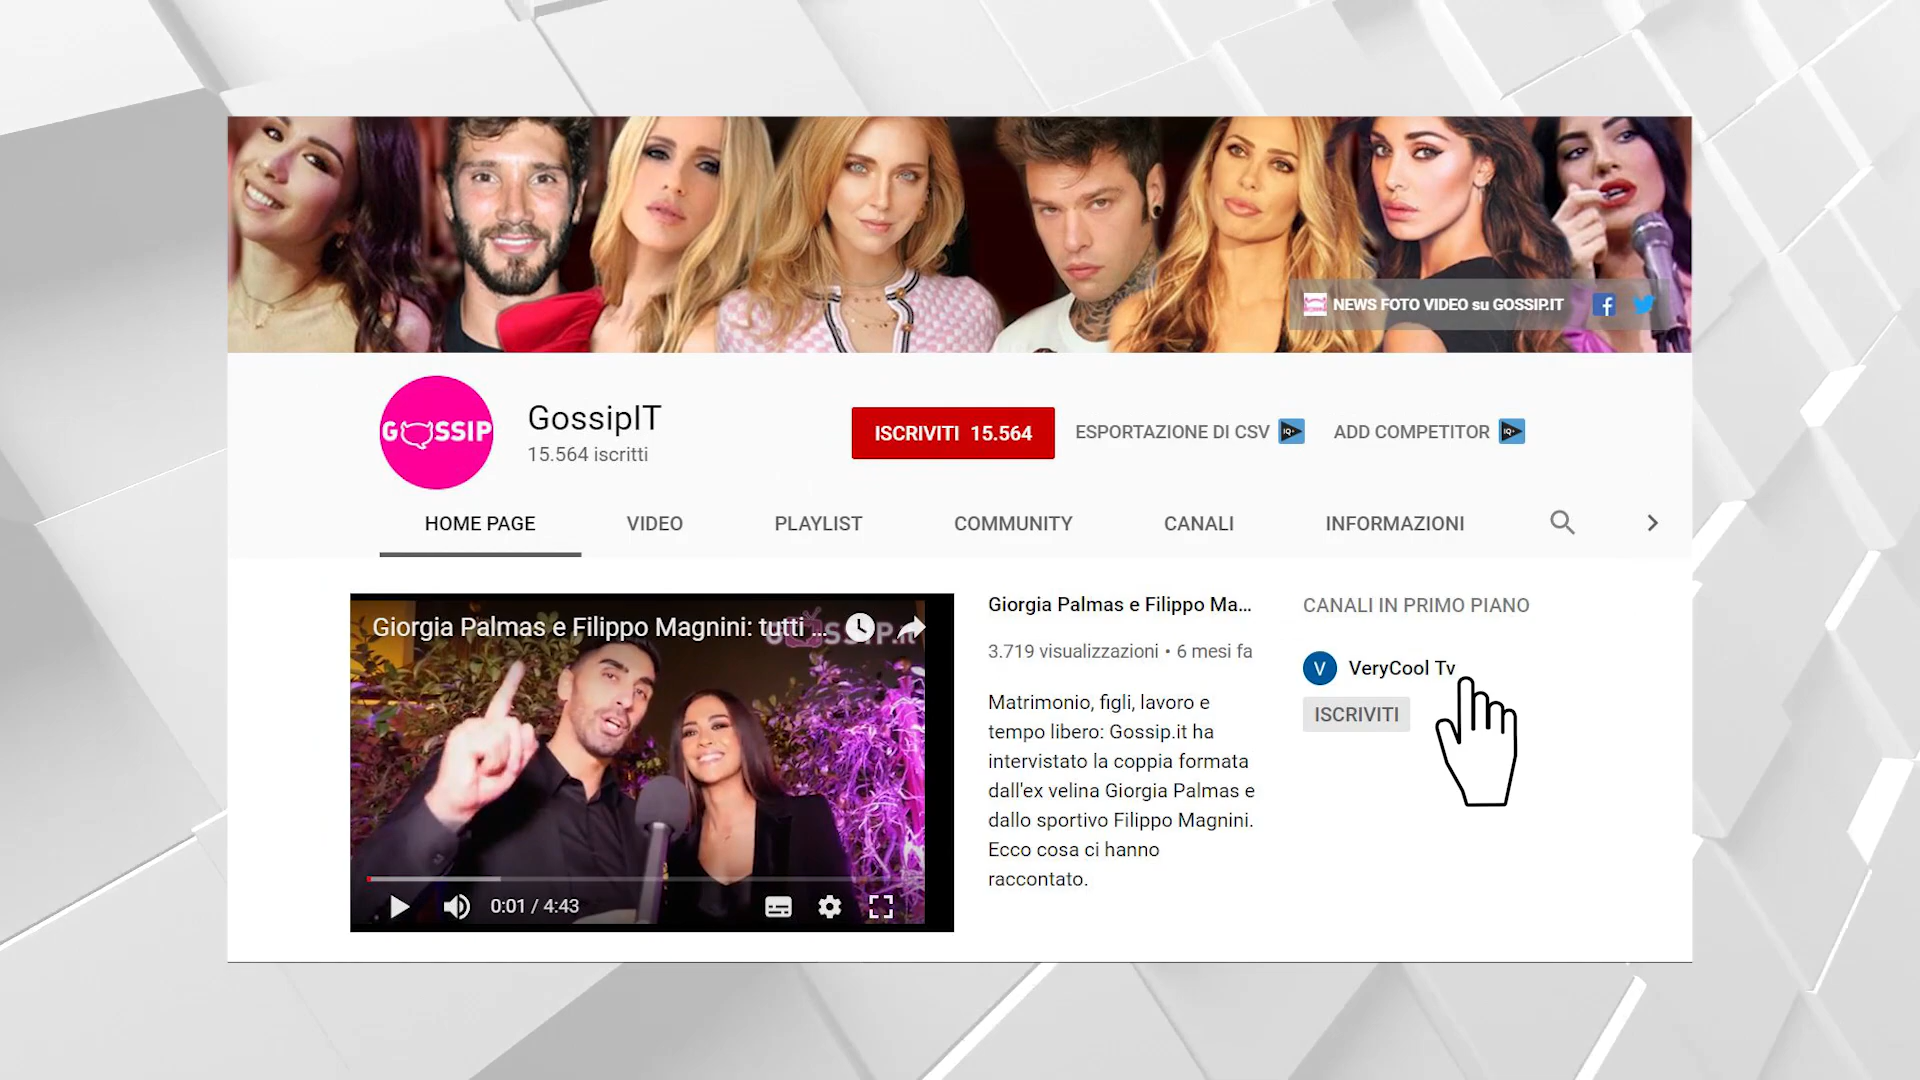 NEWS FOTO VIDEO su GOSSIP.IT
GOSSIP
GossipIT
15.564 iscritti
ISCRIVITI 15.564
ESPORTAZIONE DI CSV IQ+
ADD COMPETITOR IQ+
HOME PAGE
VIDEO
PLAYLIST
COMMUNITY
CANALI
INFORMAZIONI
Giorgia Palmas e Filippo Magnini: tutti ...
GOSSIP.it
0:01 / 4:43
Giorgia Palmas e Filippo Ma...
3.719 visualizzazioni • 6 mesi fa
Matrimonio, figli, lavoro e
tempo libero: Gossip.it ha
intervistato la coppia formata
dall'ex velina Giorgia Palmas e
dallo sportivo Filippo Magnini.
Ecco cosa ci hanno
raccontato.
CANALI IN PRIMO PIANO
V VeryCool Tv
ISCRIVITI